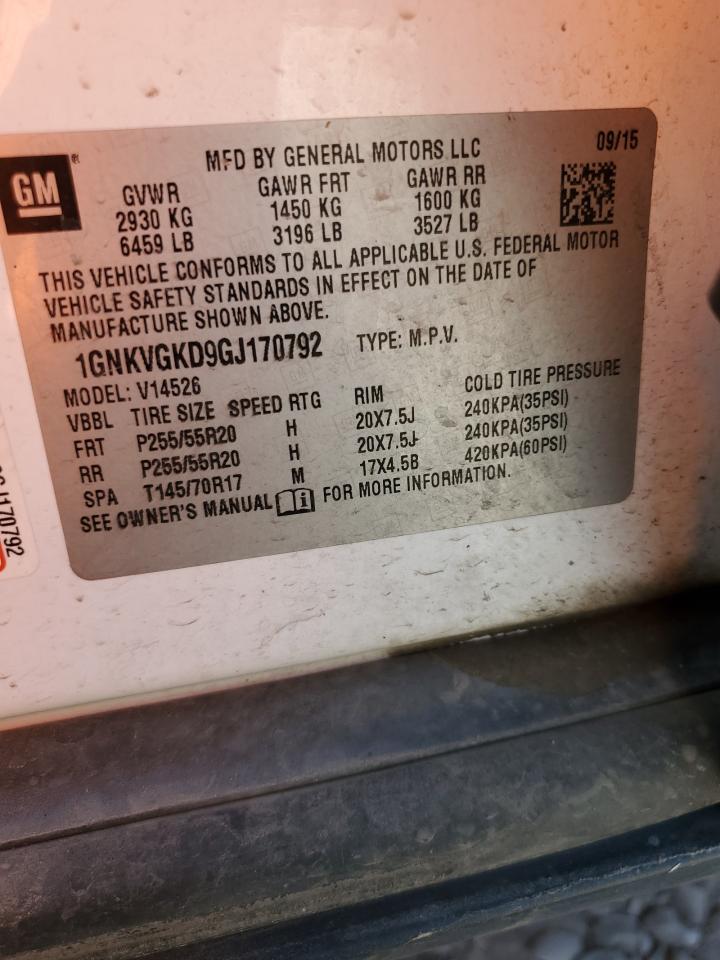 MFD BY GENERAL MOTORS LLC 09/15
GM ®
GVWR GAWR FRT GAWR RR
2930 KG 1450 KG 1600 KG
6459 LB 3196 LB 3527 LB
THIS VEHICLE CONFORMS TO ALL APPLICABLE U.S. FEDERAL MOTOR
VEHICLE SAFETY STANDARDS IN EFFECT ON THE DATE OF
MANUFACTURE SHOWN ABOVE.
1GNKVGKD9GJ170792 TYPE: M.P.V.
MODEL: V14526
VBBL TIRE SIZE SPEED RTG RIM COLD TIRE PRESSURE
FRT P255/55R20 H 20X7.5J 240KPA(35PSI)
RR P255/55R20 H 20X7.5J 240KPA(35PSI)
SPA T145/70R17 M 17X4.5B 420KPA(60PSI)
SEE OWNER'S MANUAL FOR MORE INFORMATION.
J170792